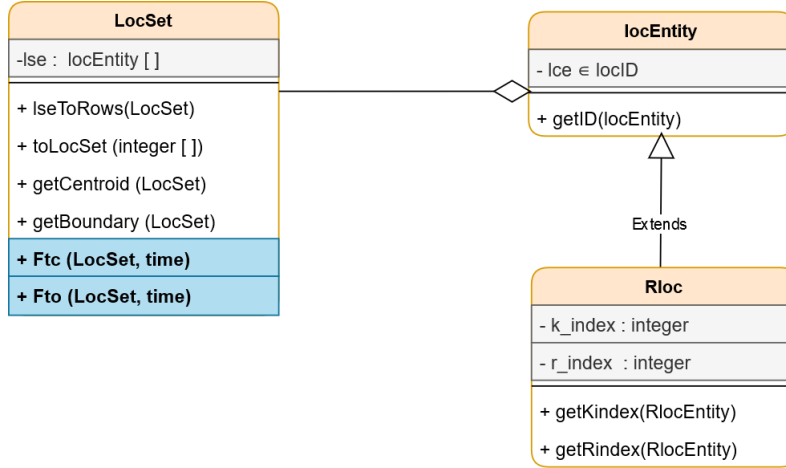 LocSet
-lse : locEntity [ ]
+ lseToRows(LocSet)
+ toLocSet (integer [ ])
+ getCentroid (LocSet)
+ getBoundary (LocSet)
+ Ftc (LocSet, time)
+ Fto (LocSet, time)
locEntity
- lce ∈ locID
+ getID(locEntity)
Extends
Rloc
- k_index : integer
- r_index : integer
+ getKindex(RlocEntity)
+ getRindex(RlocEntity)